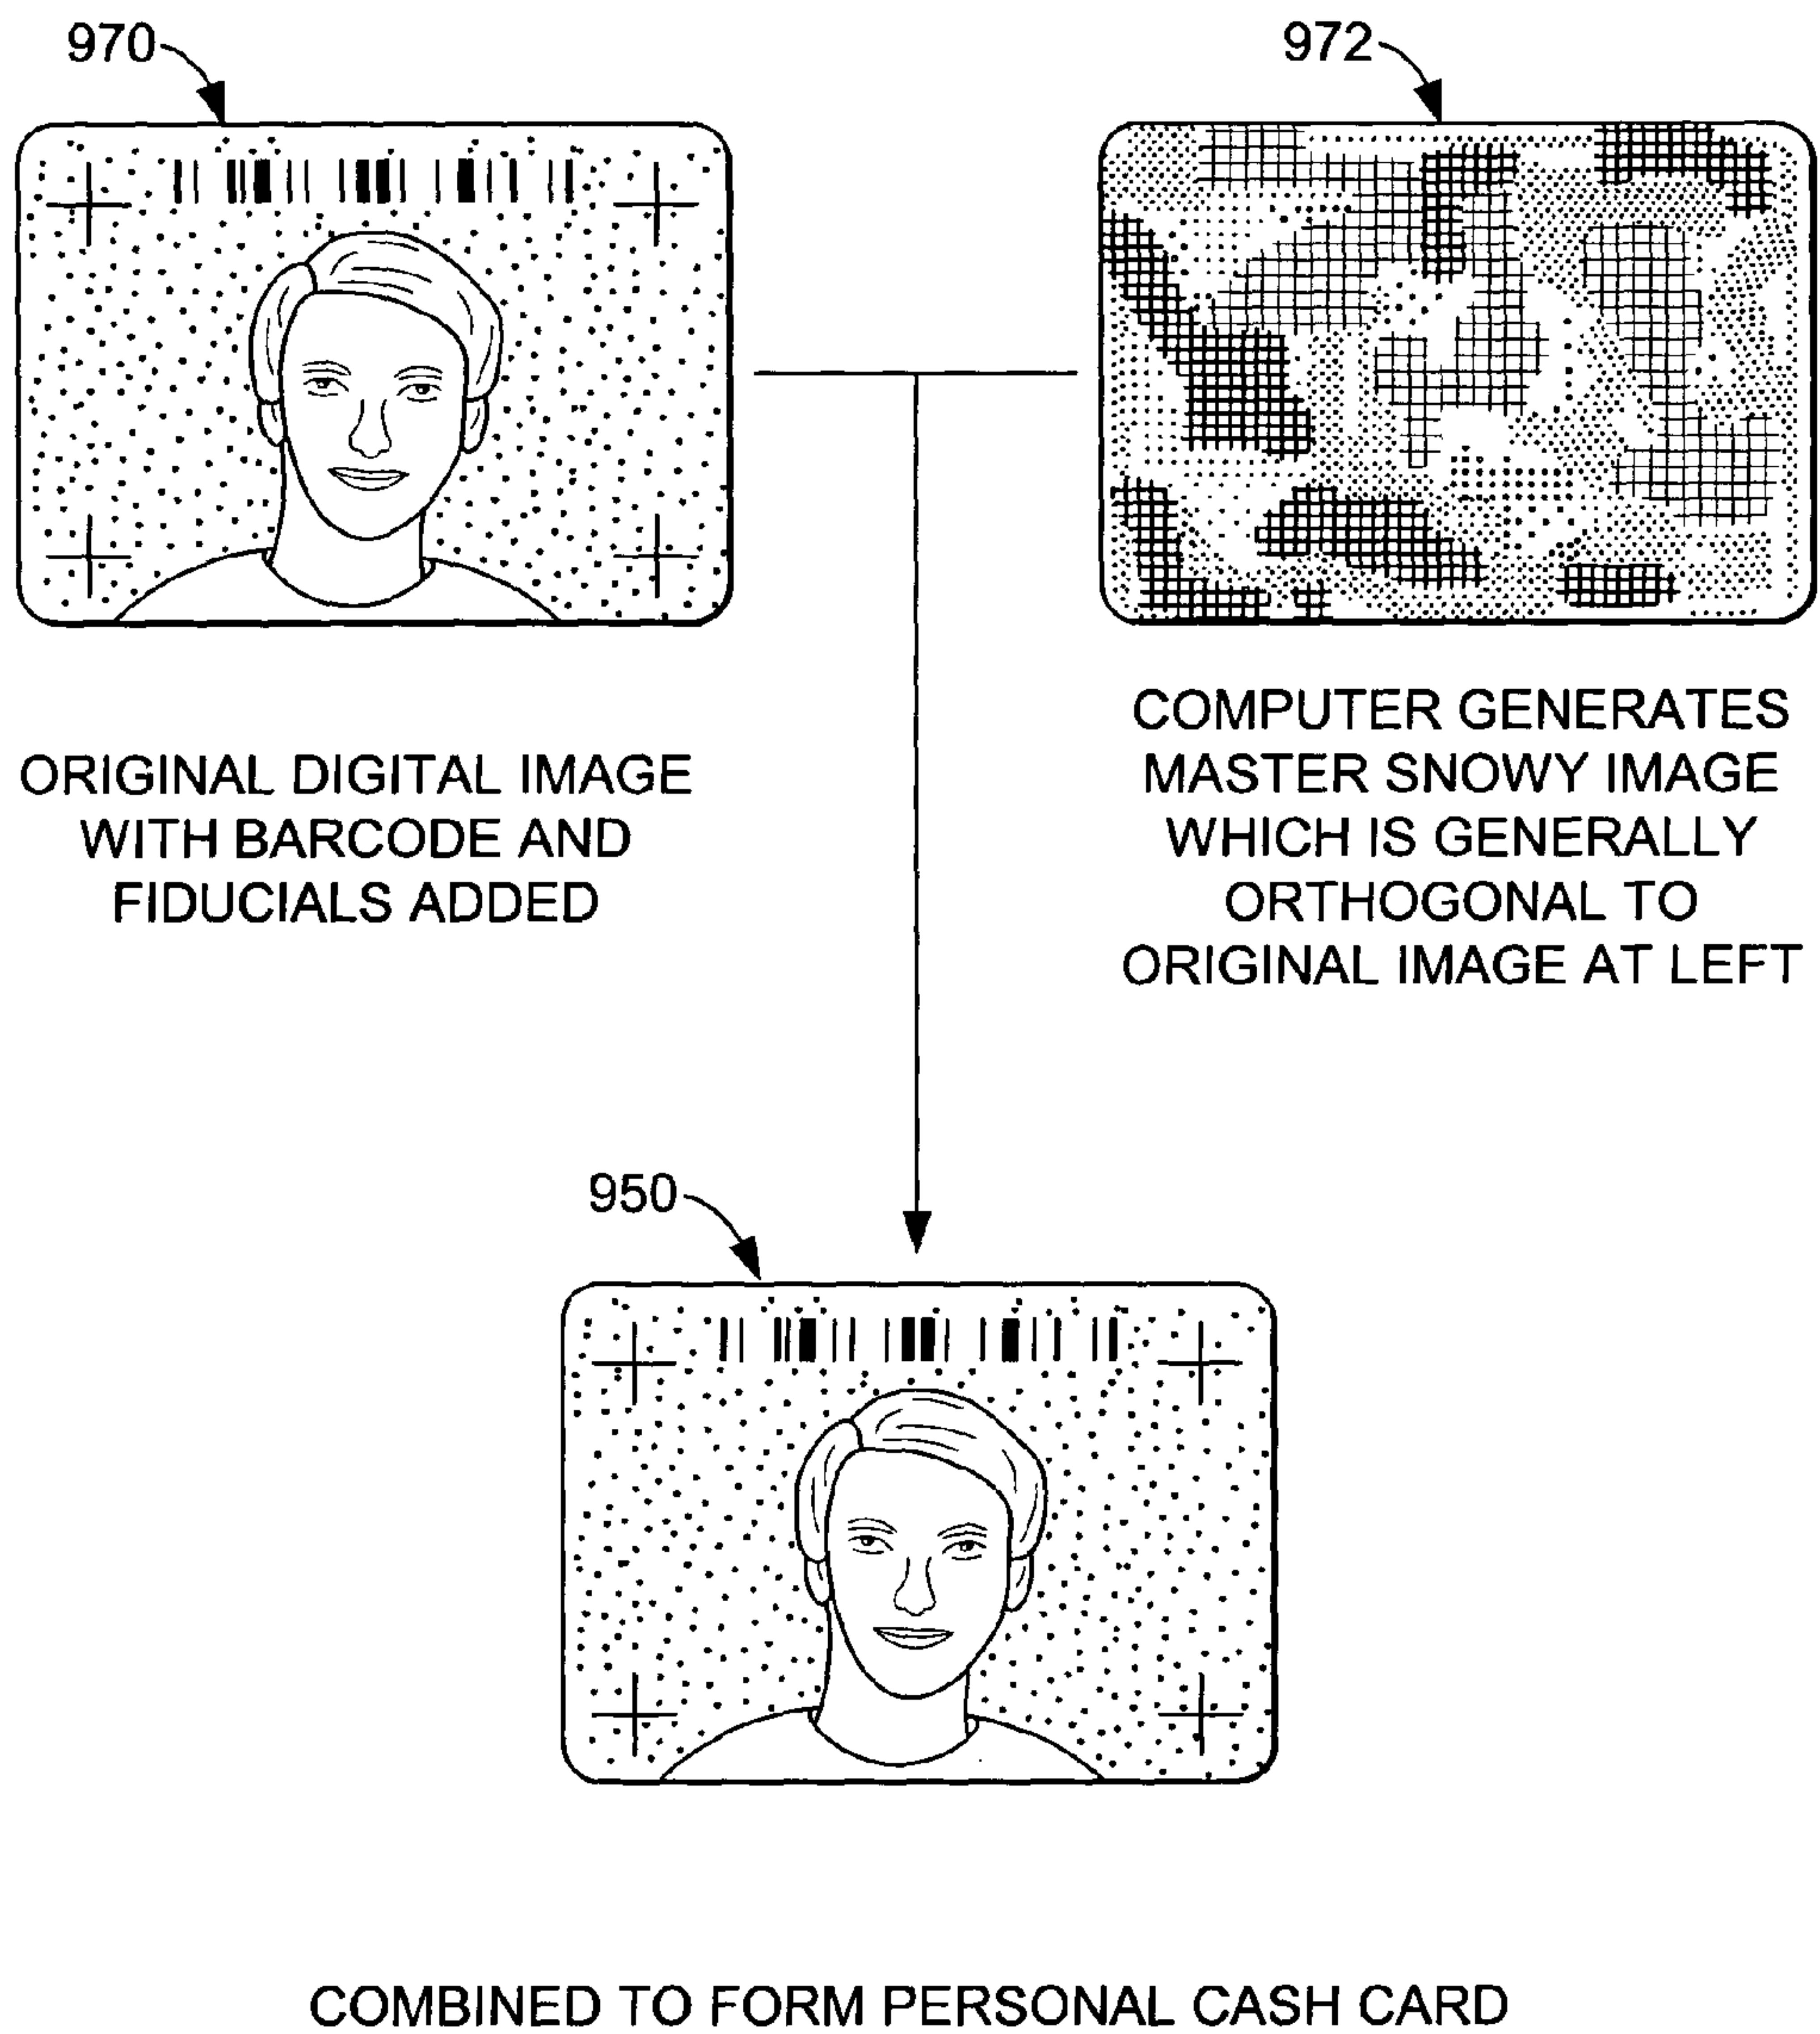 970
972
ORIGINAL DIGITAL IMAGE
WITH BARCODE AND
FIDUCIALS ADDED
COMPUTER GENERATES
MASTER SNOWY IMAGE
WHICH IS GENERALLY
ORTHOGONAL TO
ORIGINAL IMAGE AT LEFT
950
COMBINED TO FORM PERSONAL CASH CARD